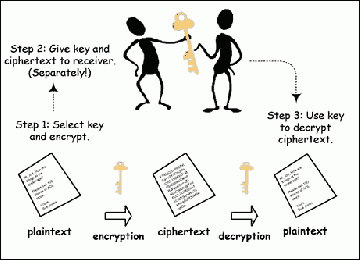 Step 2: Give key and
ciphertext to receiver.
(Separately!)
Step 1: Select key
and encrypt.
Step 3: Use key
to decrypt
ciphertext.
plaintext
encryption
ciphertext
decryption
plaintext